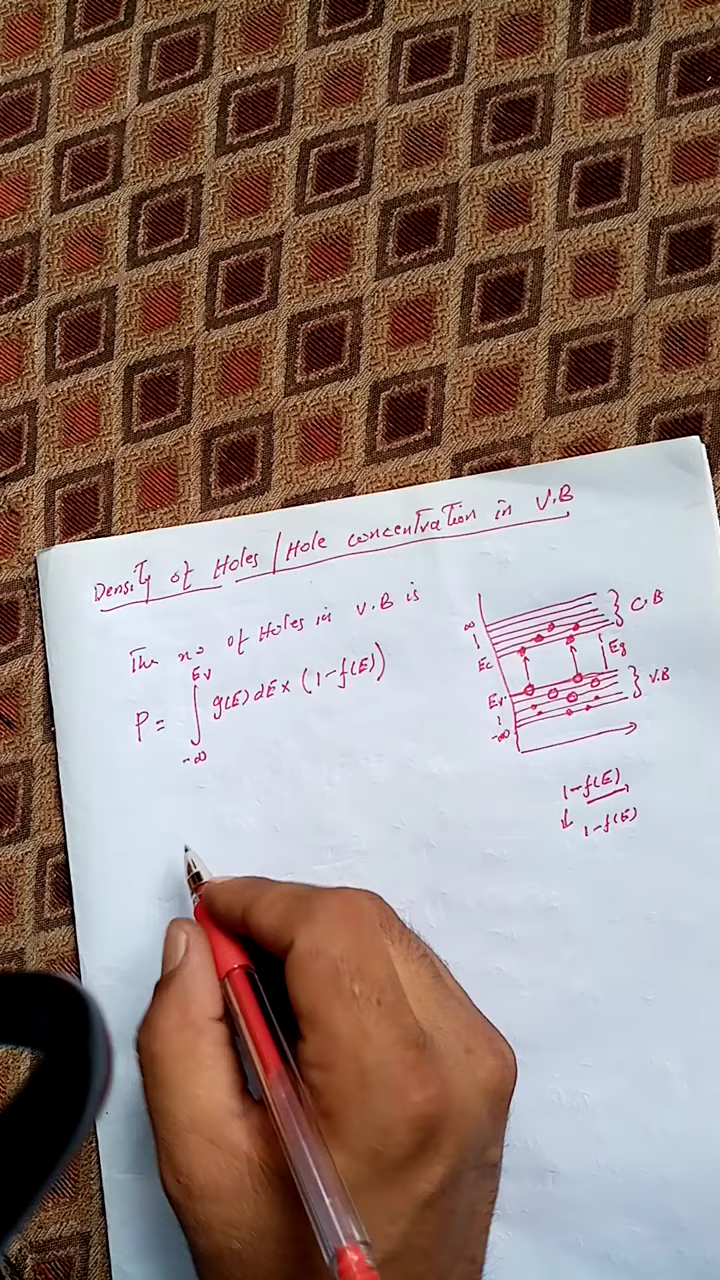 Density of Holes / Hole concentration in V.B
The no of Holes in V.B is
P = ∫_{-∞}^{Ev} g(E) dE × (1-f(E))
∞
C.B
Ec
Eg
Ev
V.B
-∞
1-f(E)
↓ 1-f(E)